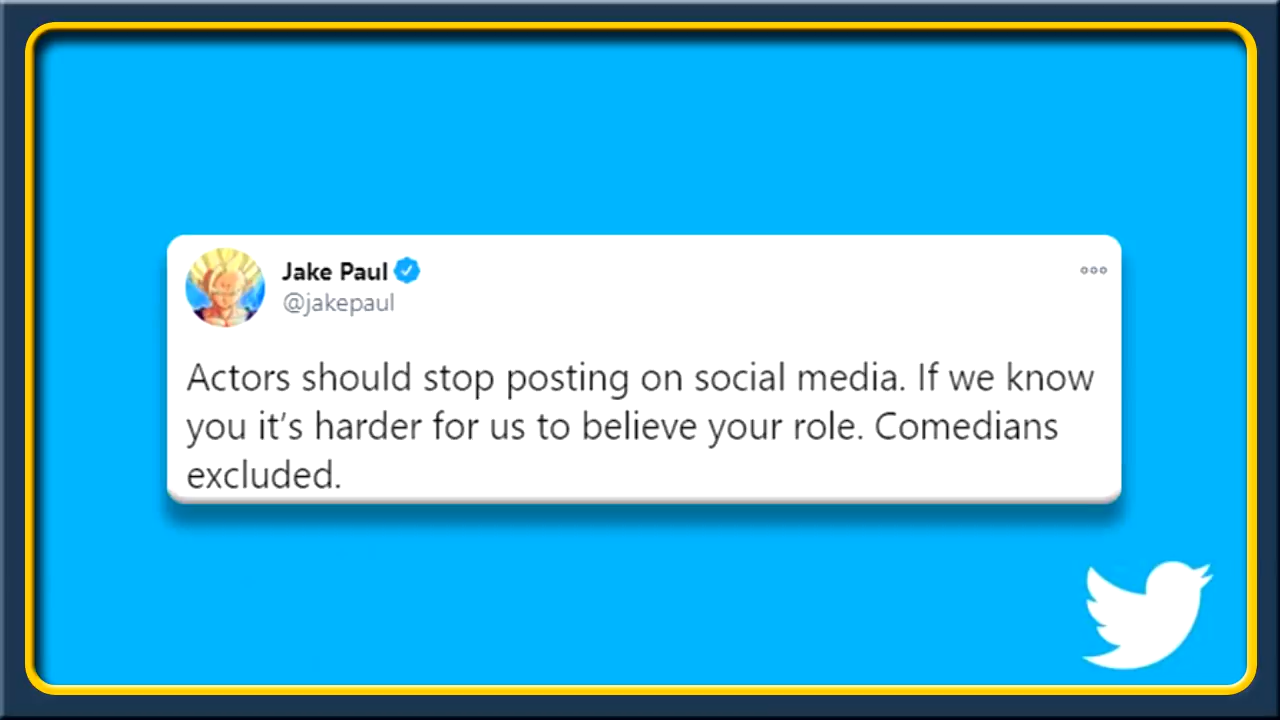 Jake Paul
@jakepaul
Actors should stop posting on social media. If we know
you it’s harder for us to believe your role. Comedians
excluded.